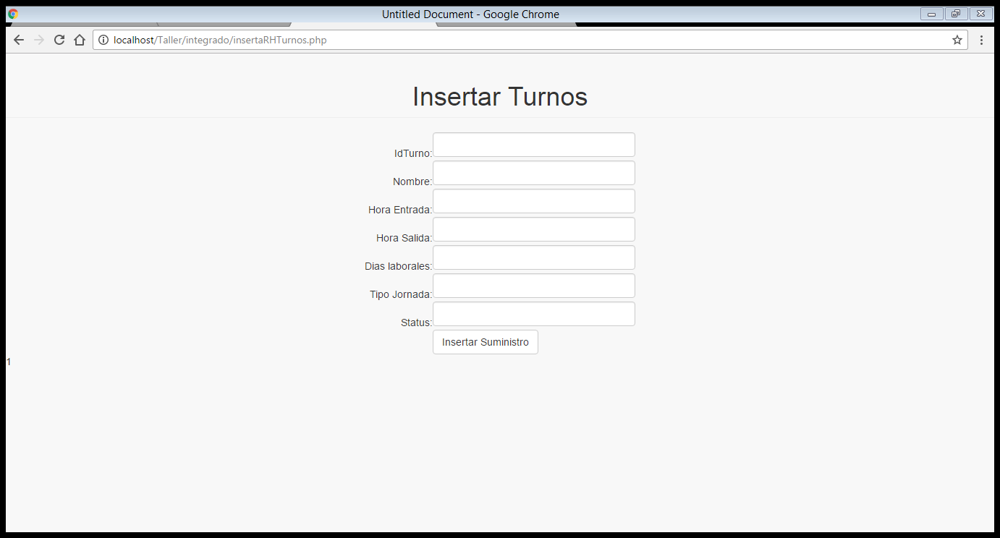 Untitled Document - Google Chrome
localhost/Taller/integrado/insertaRHTurnos.php
Insertar Turnos
IdTurno:
Nombre:
Hora Entrada:
Hora Salida:
Dias laborales:
Tipo Jornada:
Status:
Insertar Suministro
1